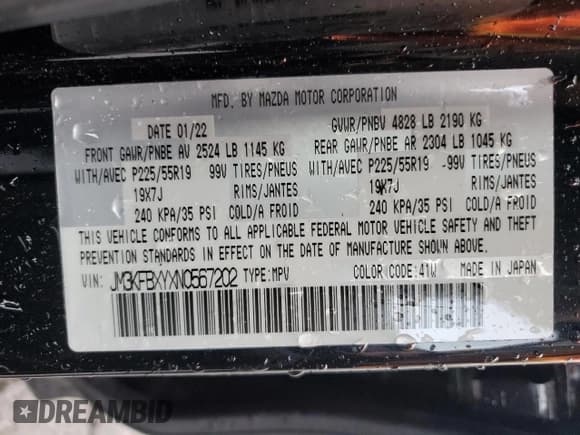 MFD. BY MAZDA MOTOR CORPORATION
DATE 01/22 GVWR/PNBV 4828 LB 2190 KG
FRONT GAWR/PNBE AV 2524 LB 1145 KG REAR GAWR/PNBE AR 2304 LB 1045 KG
WITH/AVEC P225/55R19 99V TIRES/PNEUS WITH/AVEC P225/55R19 -99V TIRES/PNEUS
19X7J RIMS/JANTES 19X7J RIMS/JANTES
240 KPA/35 PSI COLD/A FROID 240 KPA/35 PSI COLD/A FROID
THIS VEHICLE CONFORMS TO ALL APPLICABLE FEDERAL MOTOR VEHICLE SAFETY AND THEFT
PREVENTION STANDARDS IN EFFECT ON THE DATE OF MANUFACTURE SHOWN ABOVE.
VIN: JM3KFBXYXN0567202 TYPE:MPV COLOR CODE:41W MADE IN JAPAN
DREAMBID